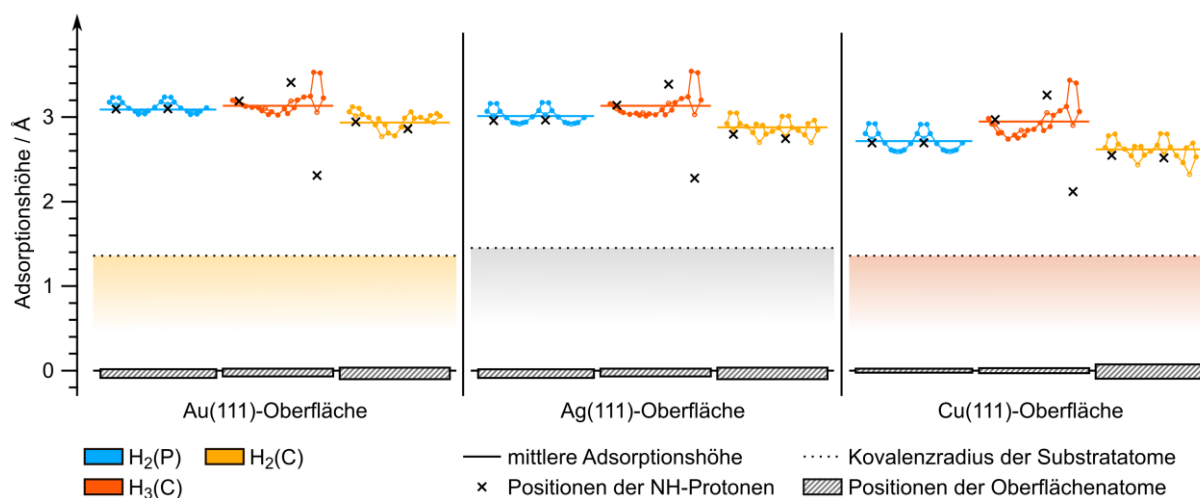 Adsorptionshöhe / Å
3
2
1
0
Au(111)-Oberfläche
Ag(111)-Oberfläche
Cu(111)-Oberfläche
H₂(P)
H₂(C)
H₃(C)
mittlere Adsorptionshöhe
× Positionen der NH-Protonen
Kovalenzradius der Substratatome
Positionen der Oberflächenatome